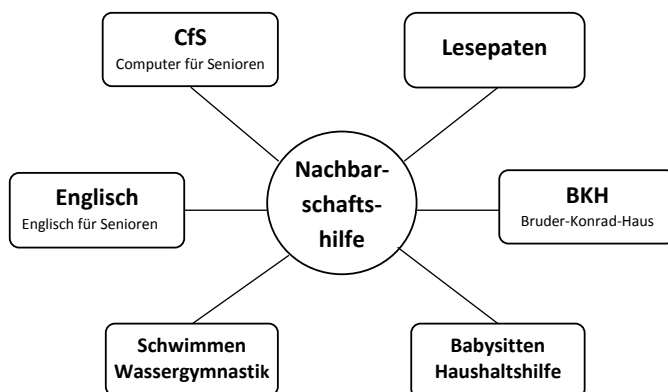 CfS
Computer für Senioren
Lesepaten
Nachbar-
schafts-
hilfe
Englisch
Englisch für Senioren
BKH
Bruder-Konrad-Haus
Schwimmen
Wassergymnastik
Babysitten
Haushaltshilfe